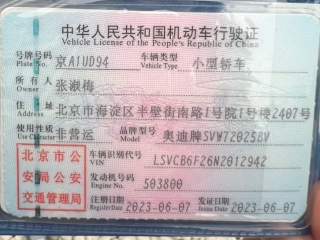 中华人民共和国机动车行驶证
Vehicle License of the People's Republic of China
号牌号码 京A1UD94 车辆类型 小型轿车
Plate No. Vehicle Type
所有人 张淑梅
Owner
住址 北京市海淀区半壁街南路1号院1号楼2407号
Address
使用性质 非营运 品牌型号 奥迪牌SVW72025BV
Use Character Model
北京市公安局公安交通管理局
车辆识别代号 LSVCB6F26N2012942
VIN
发动机号码 503800
Engine No.
注册日期 2023-06-07 发证日期 2023-06-07
Register Date Issue Date